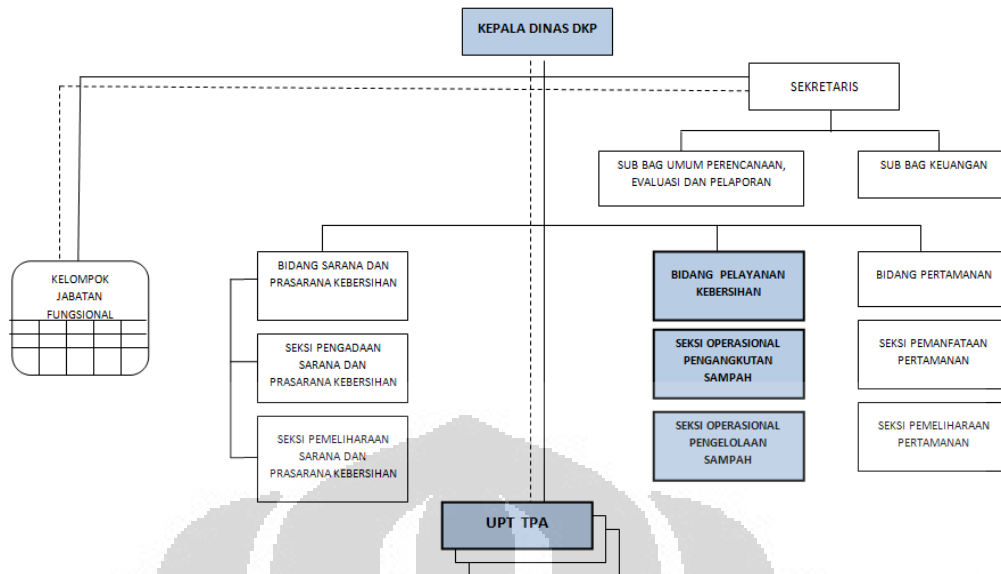 KEPALA DINAS DKP
SEKRETARIS
SUB BAG UMUM PERENCANAAN,
EVALUASI DAN PELAPORAN
SUB BAG KEUANGAN
KELOMPOK
JABATAN
FUNGSIONAL
BIDANG SARANA DAN
PRASARANA KEBERSIHAN
BIDANG PELAYANAN
KEBERSIHAN
BIDANG PERTAMANAN
SEKSI PENGADAAN
SARANA DAN
PRASARANA KEBERSIHAN
SEKSI OPERASIONAL
PENGANGKUTAN
SAMPAH
SEKSI PEMANFATAAN
PERTAMANAN
SEKSI PEMELIHARAAN
SARANA DAN
PRASARANA KEBERSIHAN
SEKSI OPERASIONAL
PENGELOLAAN
SAMPAH
SEKSI PEMELIHARAAN
PERTAMANAN
UPT TPA